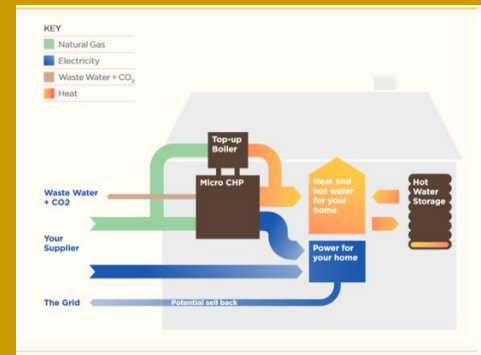 KEY
Natural Gas
Electricity
Waste Water + CO2
Heat
Top-up
Boiler
Micro CHP
Waste Water
+ CO2
Your
Supplier
The Grid
Potential sell back
Heat and
hot water
for your
home
Power for
your home
Hot
Water
Storage